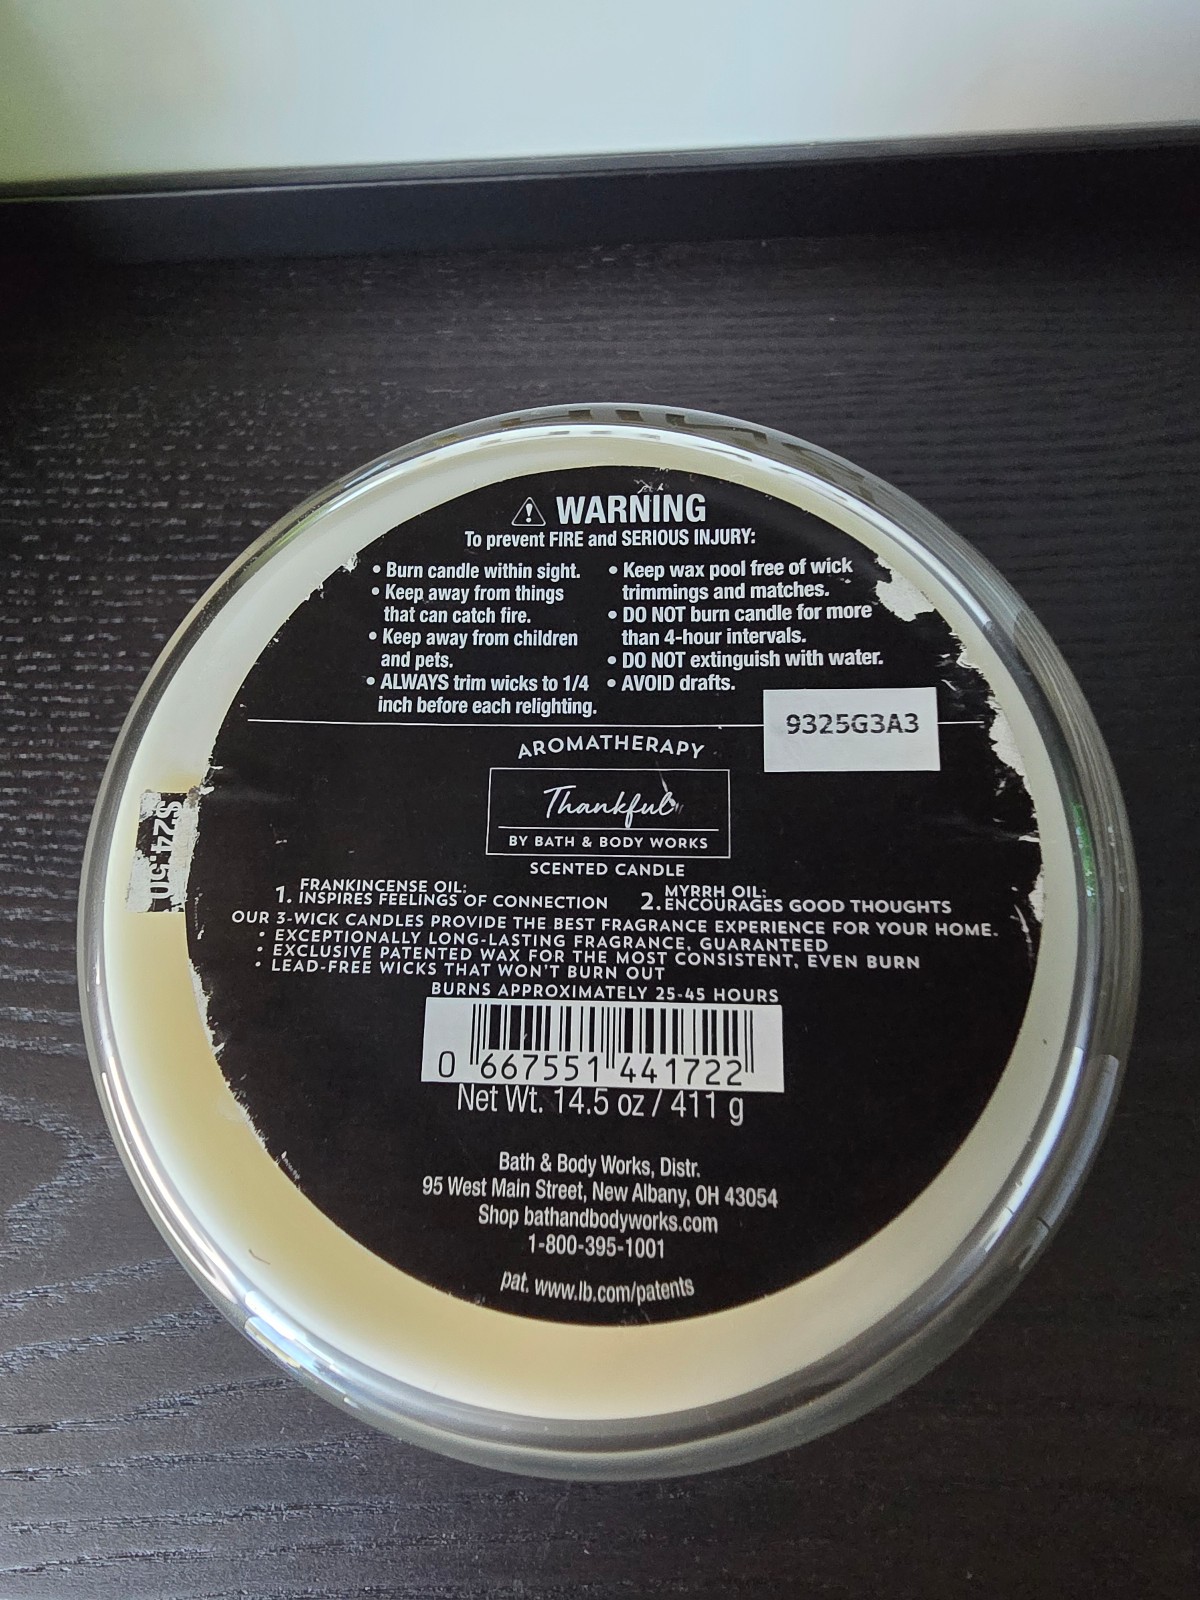 WARNING
To prevent FIRE and SERIOUS INJURY:
• Burn candle within sight.
• Keep away from things
that can catch fire.
• Keep away from children
and pets.
• ALWAYS trim wicks to 1/4
inch before each relighting.
• Keep wax pool free of wick
trimmings and matches.
• DO NOT burn candle for more
than 4-hour intervals.
• DO NOT extinguish with water.
• AVOID drafts.
9325G3A3
AROMATHERAPY
Thankful
BY BATH & BODY WORKS
SCENTED CANDLE
1. FRANKINCENSE OIL:
INSPIRES FEELINGS OF CONNECTION
2. MYRRH OIL:
ENCOURAGES GOOD THOUGHTS
OUR 3-WICK CANDLES PROVIDE THE BEST FRAGRANCE EXPERIENCE FOR YOUR HOME.
• EXCEPTIONALLY LONG-LASTING FRAGRANCE, GUARANTEED
• EXCLUSIVE PATENTED WAX FOR THE MOST CONSISTENT, EVEN BURN
• LEAD-FREE WICKS THAT WON'T BURN OUT
BURNS APPROXIMATELY 25-45 HOURS
0 667551 441722
Net Wt. 14.5 oz / 411 g
Bath & Body Works, Distr.
95 West Main Street, New Albany, OH 43054
Shop bathandbodyworks.com
1-800-395-1001
pat. www.lb.com/patents
$24.50